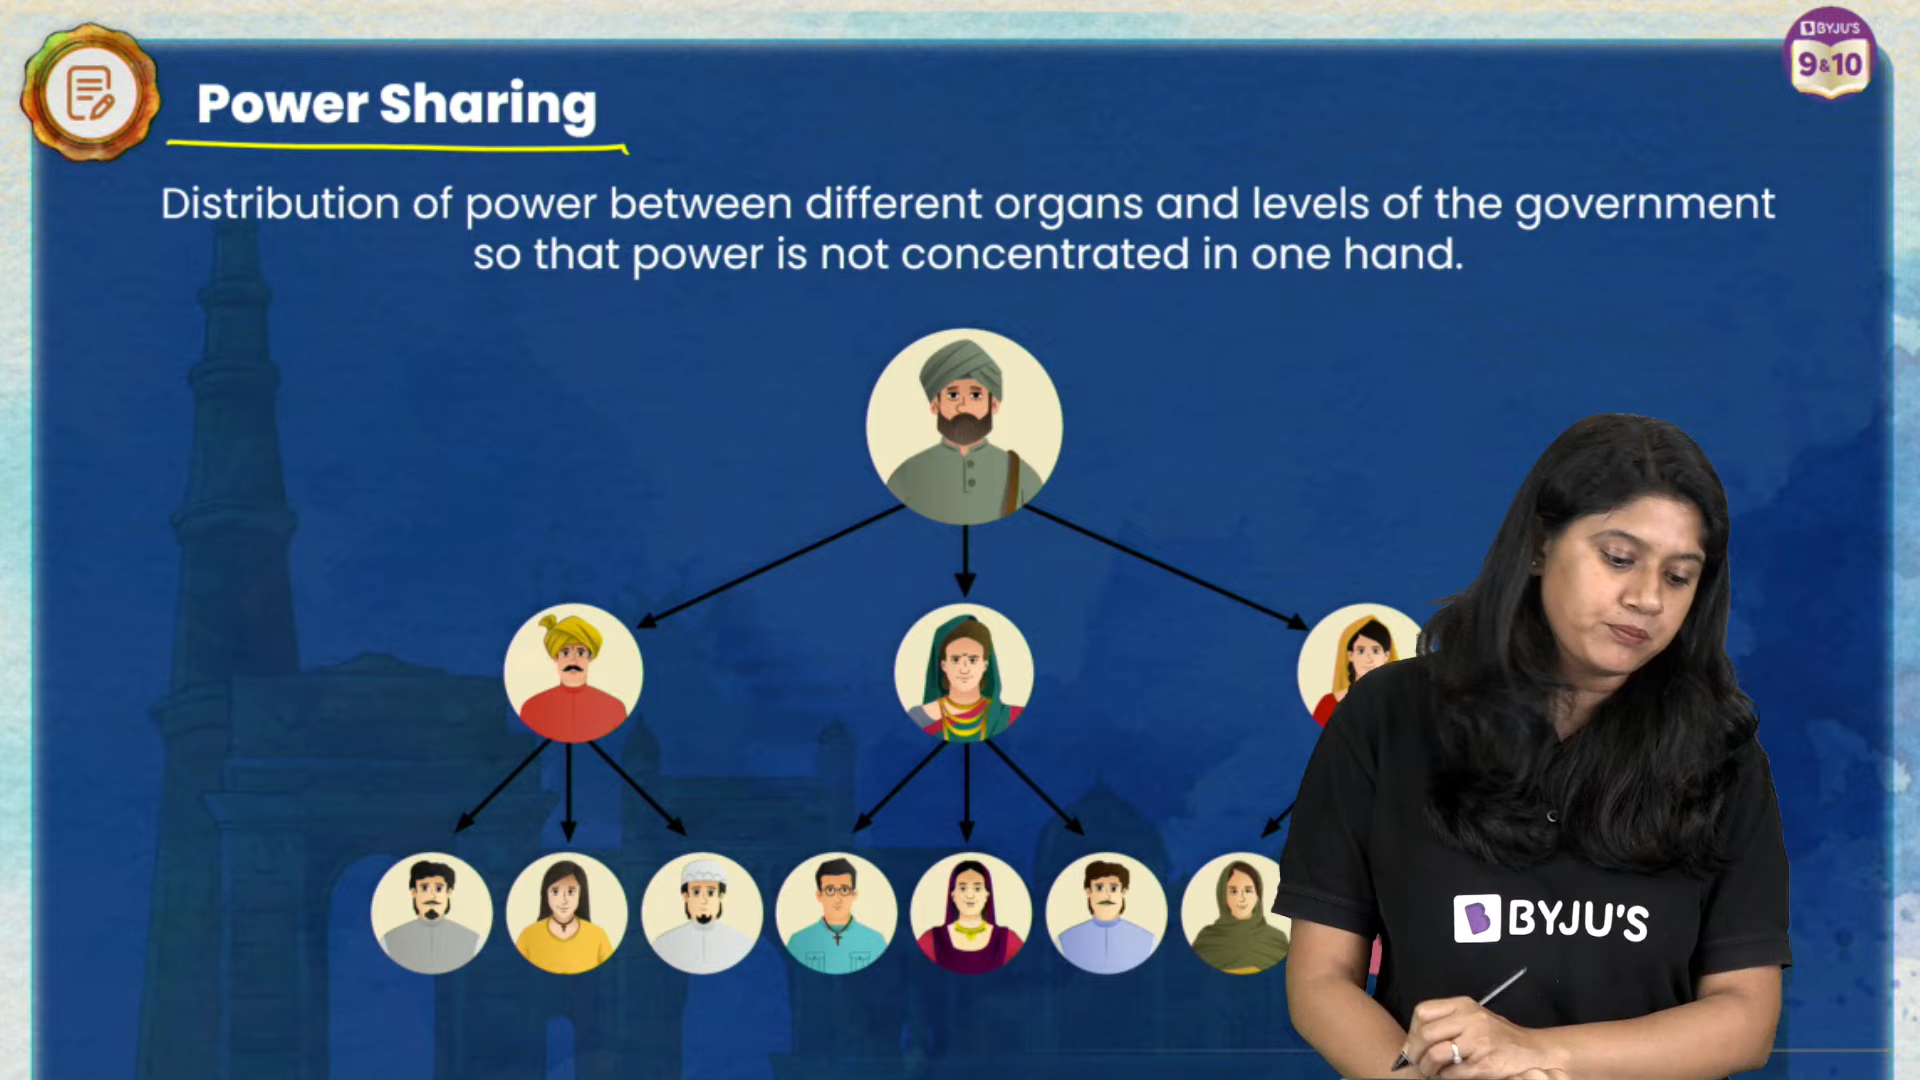 BYJU'S
9&10
Power Sharing
Distribution of power between different organs and levels of the government
so that power is not concentrated in one hand.
BYJU'S